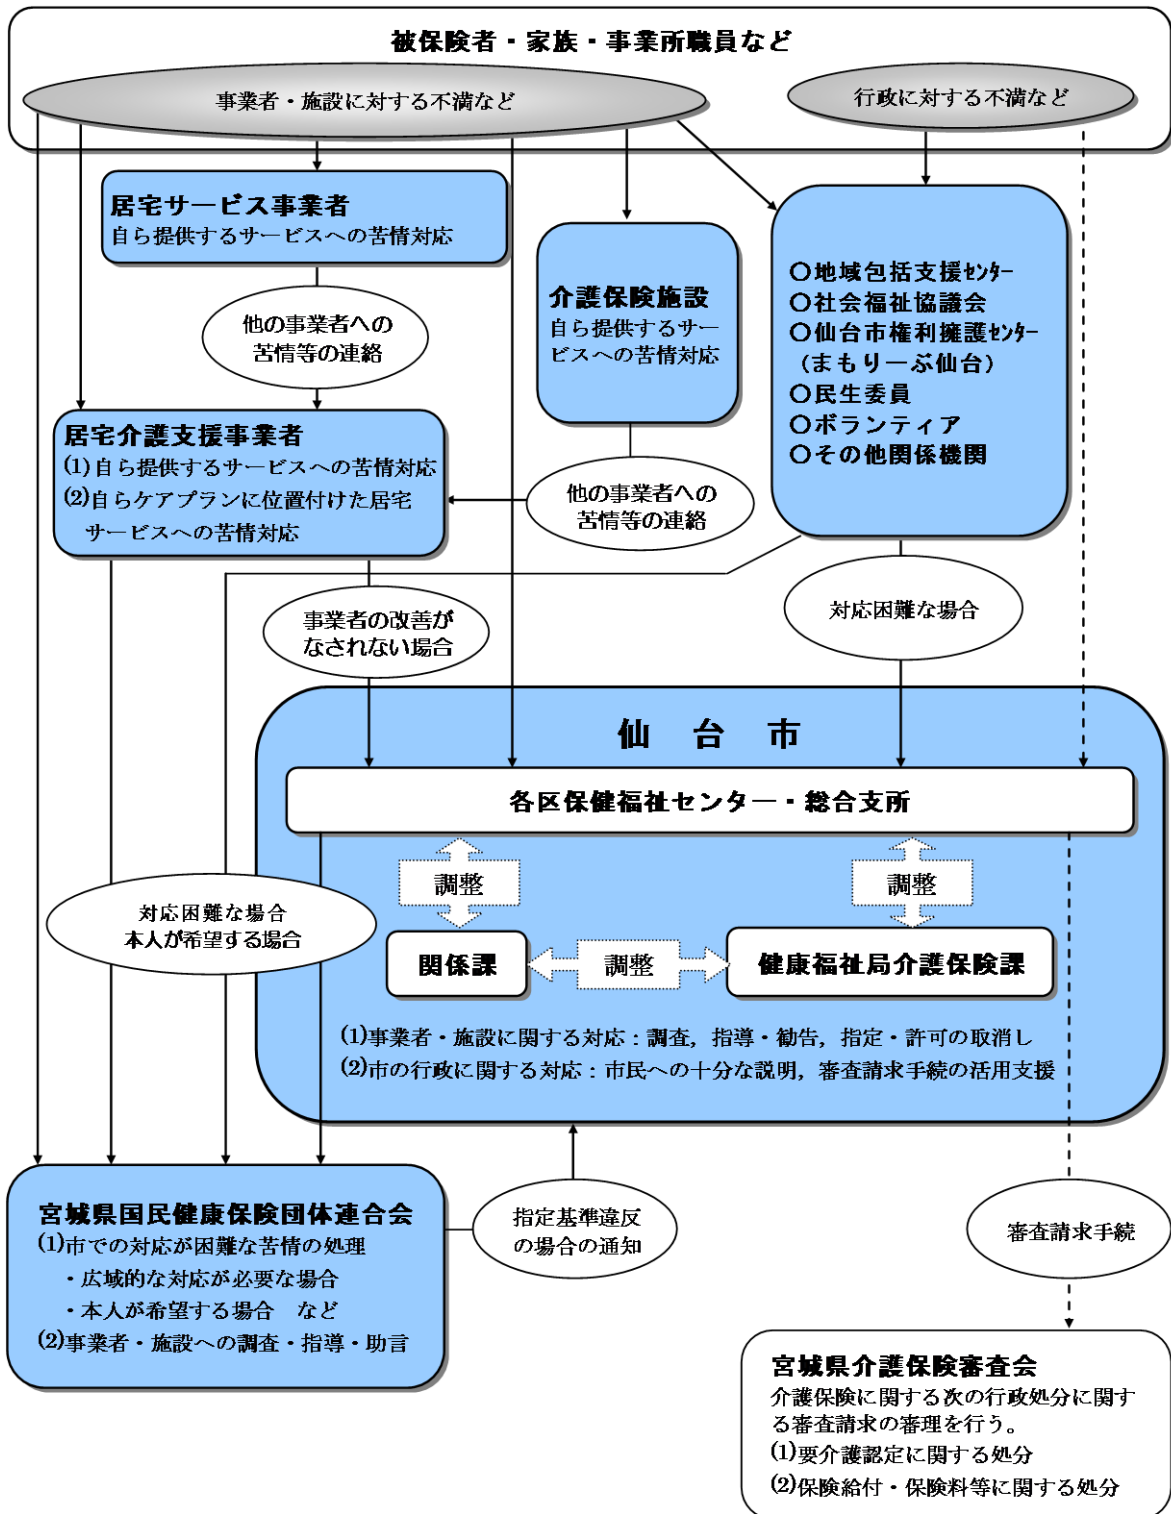 被保険者・家族・事業所職員など
事業者・施設に対する不満など
行政に対する不満など
居宅サービス事業者
自ら提供するサービスへの苦情対応
他の事業者への
苦情等の連絡
介護保険施設
自ら提供するサー
ビスへの苦情対応
〇地域包括支援ｾﾝﾀｰ
〇社会福祉協議会
〇仙台市権利擁護ｾﾝﾀｰ
(まもりーぶ仙台)
〇民生委員
〇ボランティア
〇その他関係機関
居宅介護支援事業者
(1)自ら提供するサービスへの苦情対応
(2)自らケアプランに位置付けた居宅
サービスへの苦情対応
他の事業者への
苦情等の連絡
事業者の改善が
なされない場合
対応困難な場合
仙台市
各区保健福祉センター・総合支所
調整
調整
対応困難な場合
本人が希望する場合
関係課
調整
健康福祉局介護保険課
(1)事業者・施設に関する対応：調査，指導・勧告，指定・許可の取消し
(2)市の行政に関する対応：市民への十分な説明，審査請求手続の活用支援
宮城県国民健康保険団体連合会
(1)市での対応が困難な苦情の処理
・広域的な対応が必要な場合
・本人が希望する場合　など
(2)事業者・施設への調査・指導・助言
指定基準違反
の場合の通知
審査請求手続
宮城県介護保険審査会
介護保険に関する次の行政処分に関す
る審査請求の審理を行う。
(1)要介護認定に関する処分
(2)保険給付・保険料等に関する処分